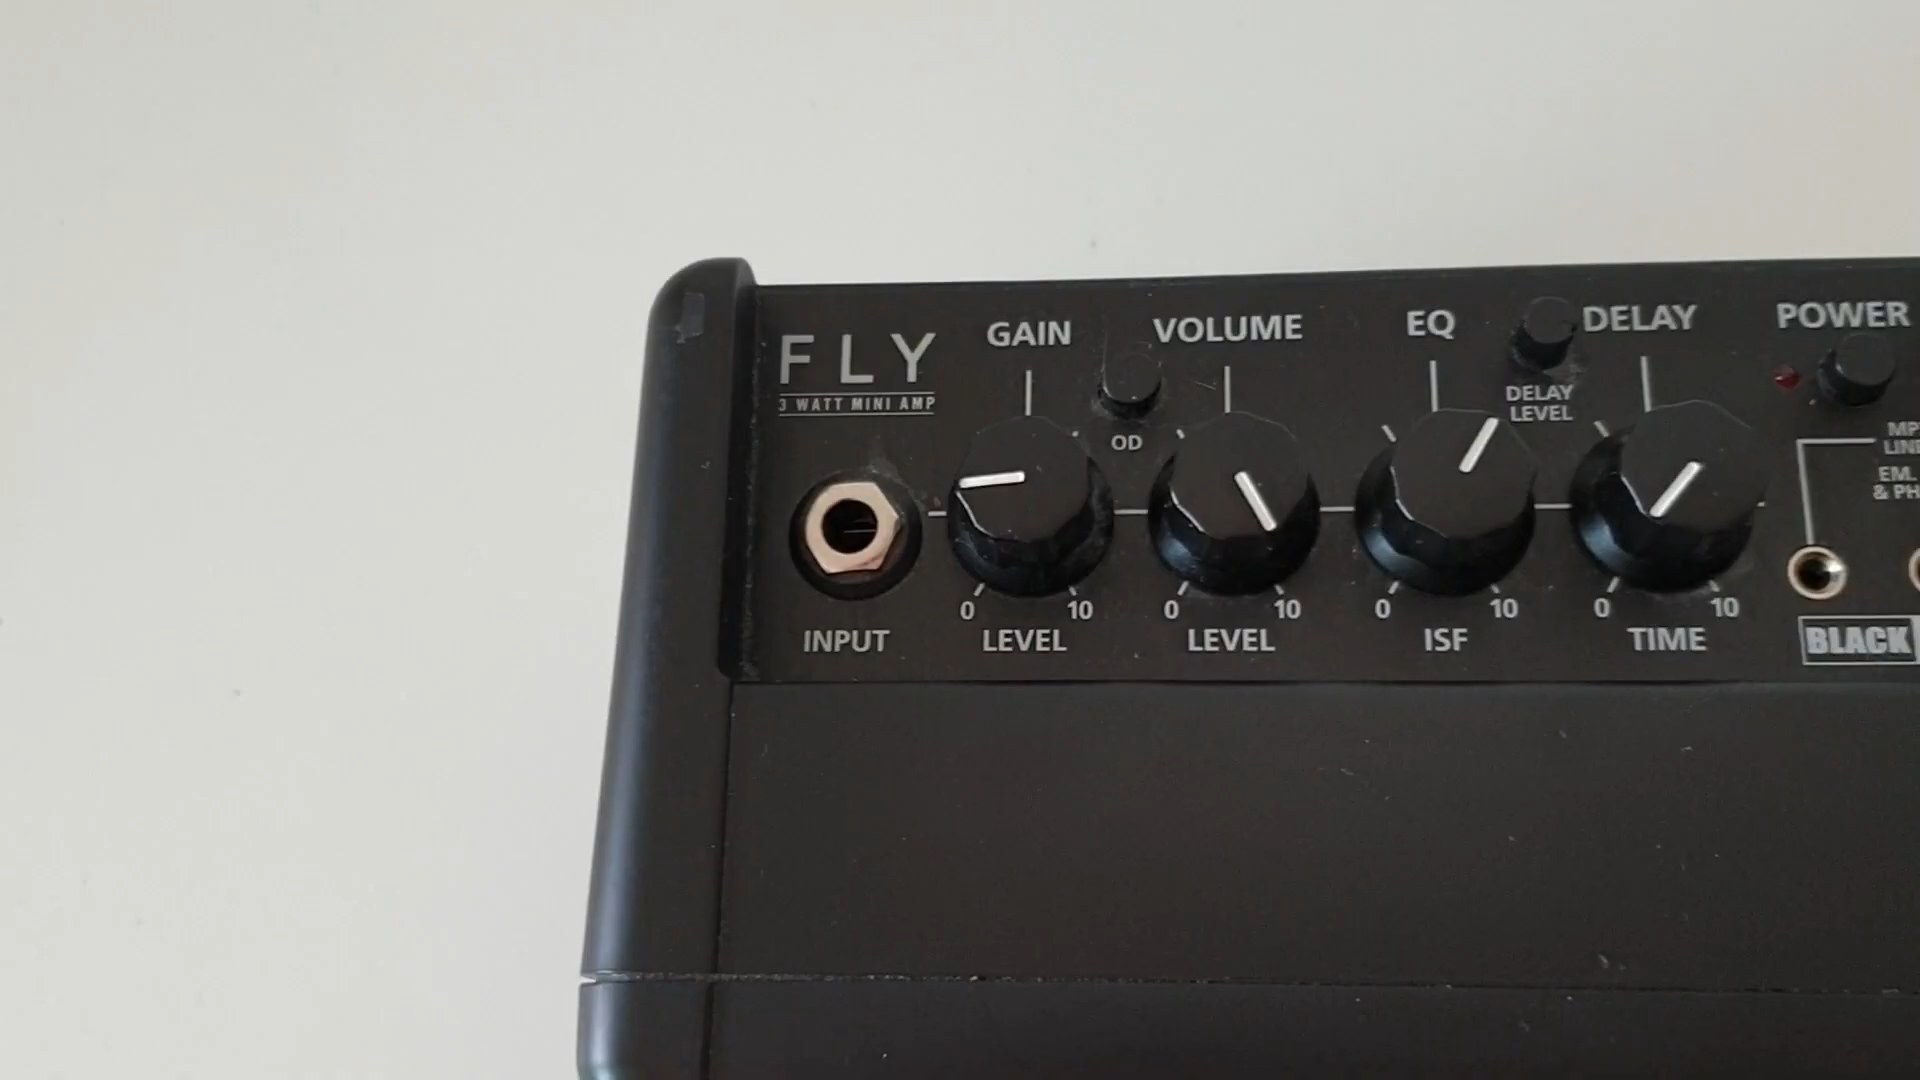 FLY
3 WATT MINI AMP
GAIN
VOLUME
EQ
DELAY
POWER
OD
DELAY
LEVEL
EM.
0 10
0 10
0 10
0 10
INPUT
LEVEL
LEVEL
ISF
TIME
BLACK